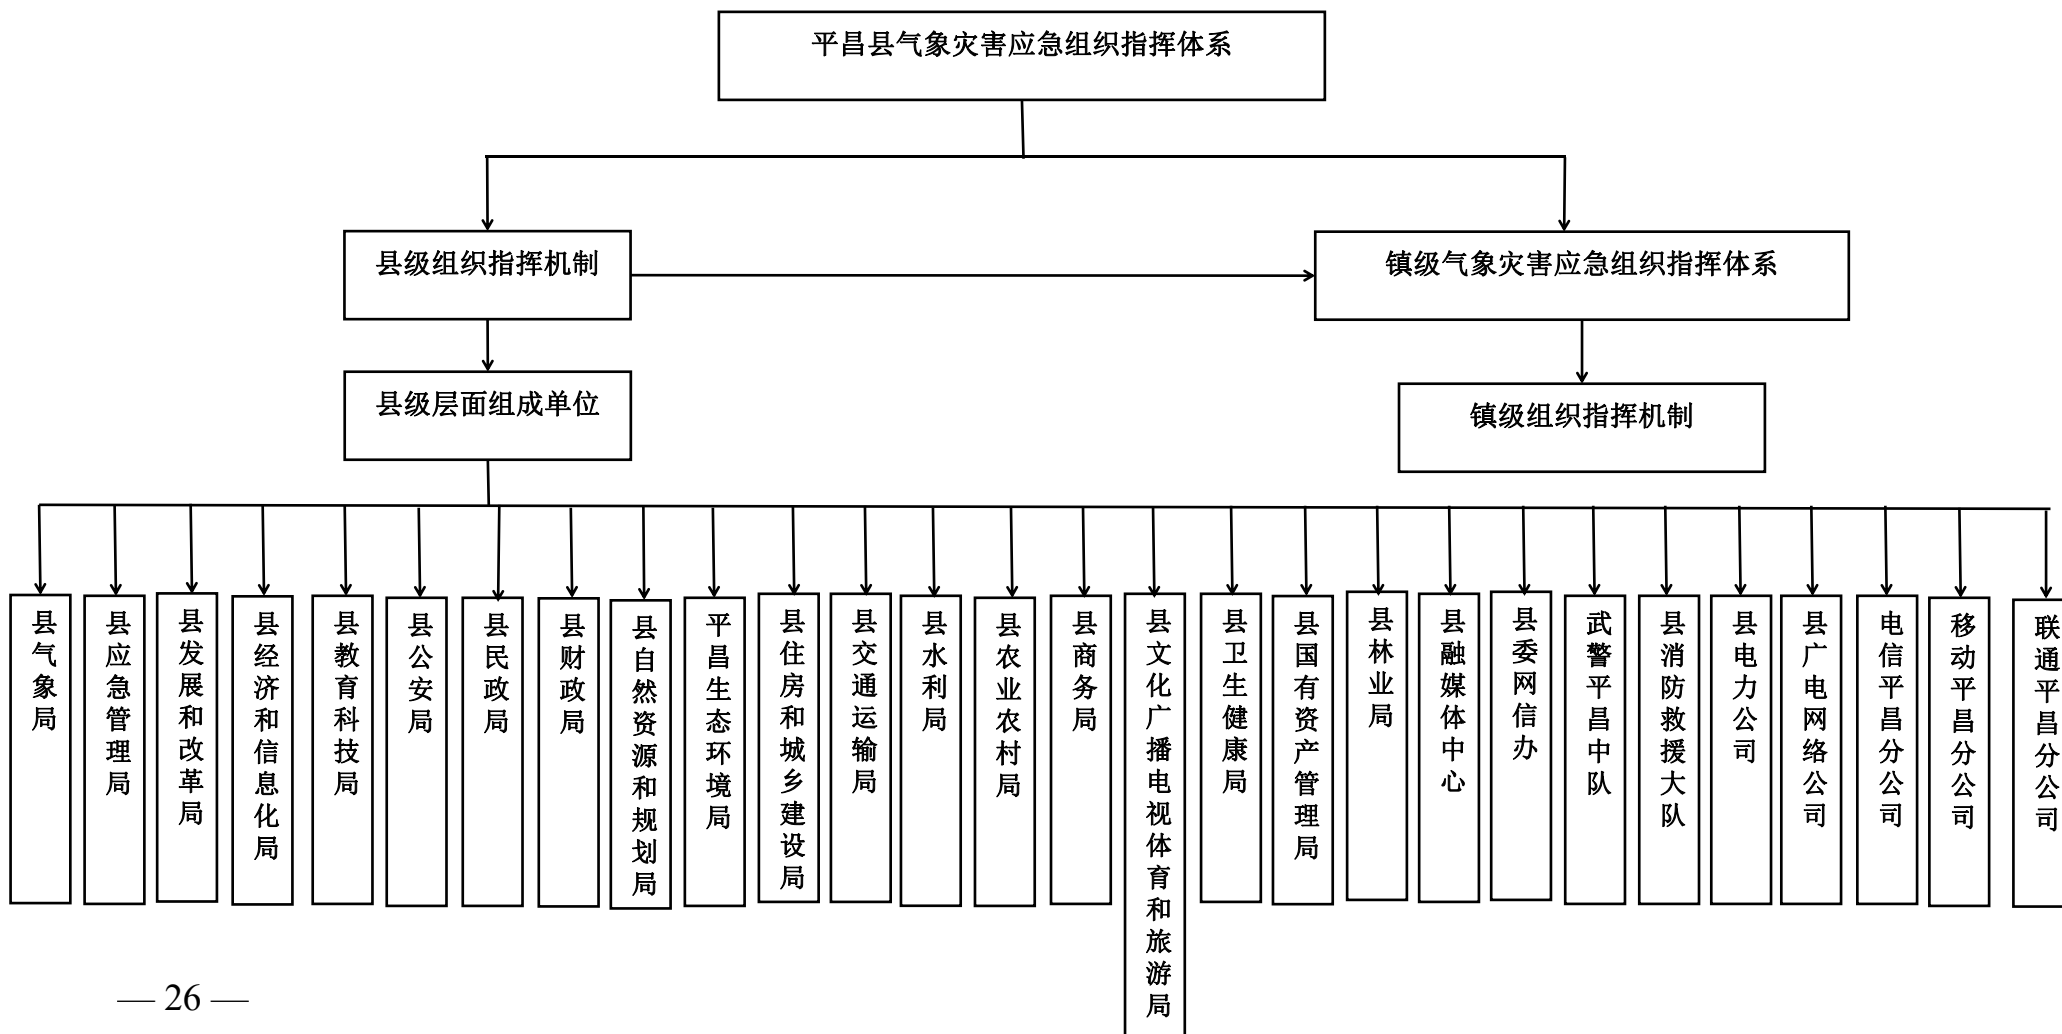 平昌县气象灾害应急组织指挥体系
县级组织指挥机制
镇级气象灾害应急组织指挥体系
县级层面组成单位
镇级组织指挥机制
县气象局
县应急管理局
县发展和改革局
县经济和信息化局
县教育科技局
县公安局
县民政局
县财政局
县自然资源和规划局
平昌生态环境局
县住房和城乡建设局
县交通运输局
县水利局
县农业农村局
县商务局
县文化广播电视体育和旅游局
县卫生健康局
县国有资产管理局
县林业局
县融媒体中心
县委网信办
武警平昌中队
县消防救援大队
县电力公司
县广电网络公司
电信平昌分公司
移动平昌分公司
联通平昌分公司
— 26 —